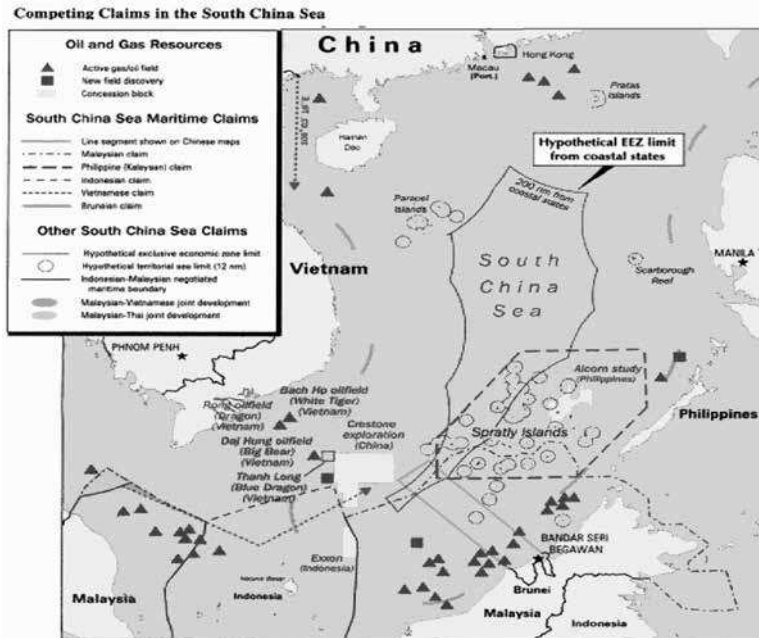 Competing Claims in the South China Sea
Oil and Gas Resources
Active gas/oil field
New field discovery
Concession block
South China Sea Maritime Claims
Line segment shown on Chinese maps
Malaysian claim
Philippine (Kalayaan) claim
Indonesian claim
Vietnamese claim
Bruneian claim
Other South China Sea Claims
Hypothetical exclusive economic zone limit
Hypothetical territorial sea limit (12 nm)
Indonesian-Malaysian negotiated
maritime boundary
Malaysian-Vietnamese joint development
Malaysian-Thai joint development
China
Macau
(Port.)
Hong Kong
Pratas
Islands
Hainan
Dao
Hypothetical EEZ limit
from coastal states
200 nm from
coastal states
Paracel
Islands
Vietnam
South
China
Sea
MANILA
Scarborough
Reef
PHNOM PENH
Bach Ho oilfield
(White Tiger)
(Vietnam)
Rong oilfield
(Dragon)
(Vietnam)
Dai Hung oilfield
(Big Bear)
(Vietnam)
Thanh Long
(Blue Dragon)
(Vietnam)
Crestone
exploration
(China)
Alcorn study
(Philippines)
Spratly Islands
Philippines
Exxon
(Indonesia)
BANDAR SERI
BEGAWAN
Brunei
Malaysia
Indonesia
Malaysia
Indonesia